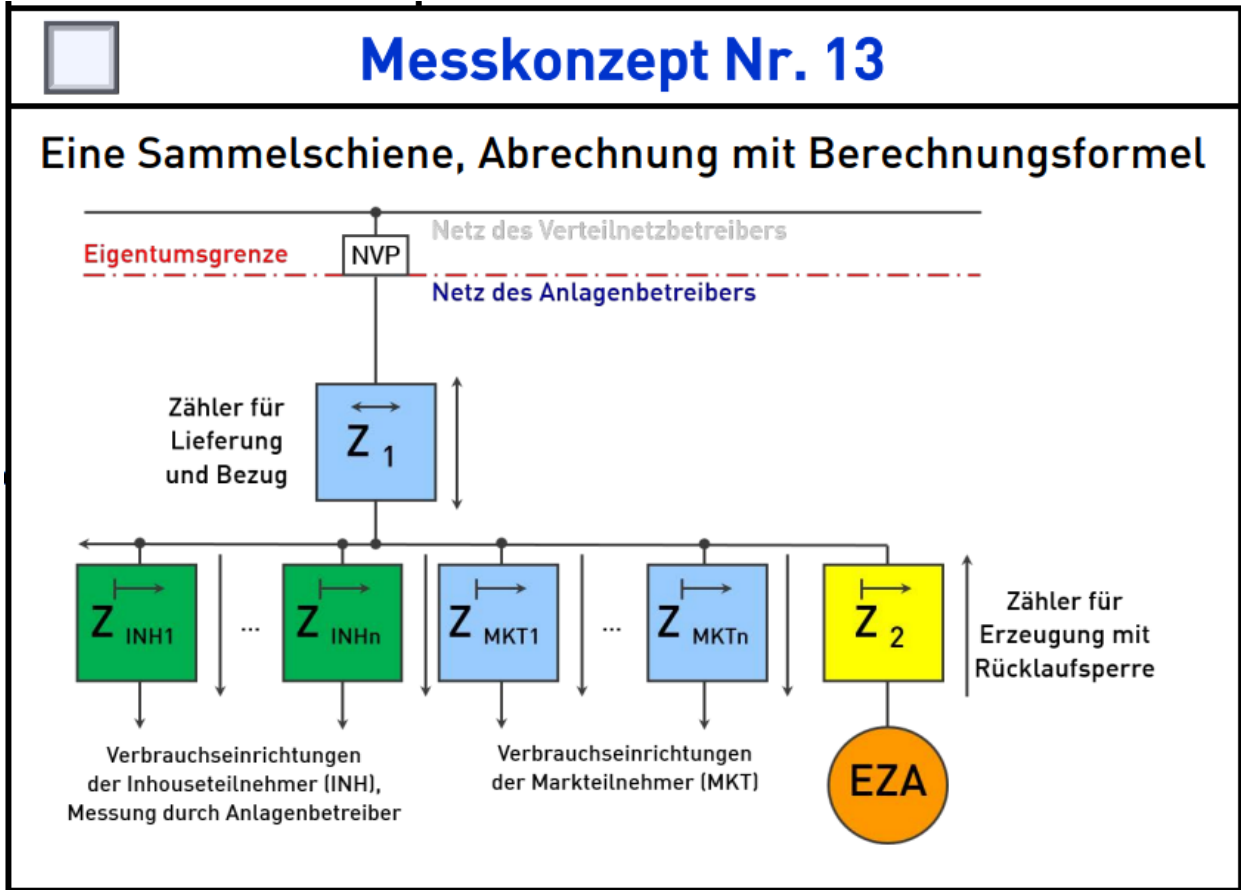 Messkonzept Nr. 13
Eine Sammelschiene, Abrechnung mit Berechnungsformel
Netz des Verteilnetzbetreibers
Eigentumsgrenze
NVP
Netz des Anlagenbetreibers
Zähler für
Lieferung
und Bezug
Z 1
Z INH1
...
Z INHn
Z MKT1
...
Z MKTn
Z 2
Zähler für
Erzeugung mit
Rücklaufsperre
Verbrauchseinrichtungen
der Inhouseteilnehmer (INH),
Messung durch Anlagenbetreiber
Verbrauchseinrichtungen
der Markteilnehmer (MKT)
EZA